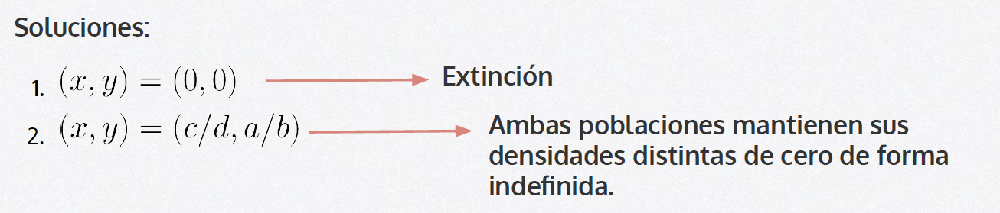 Soluciones:
1. (x, y) = (0, 0) Extinción
2. (x, y) = (c/d, a/b) Ambas poblaciones mantienen sus
densidades distintas de cero de forma
indefinida.